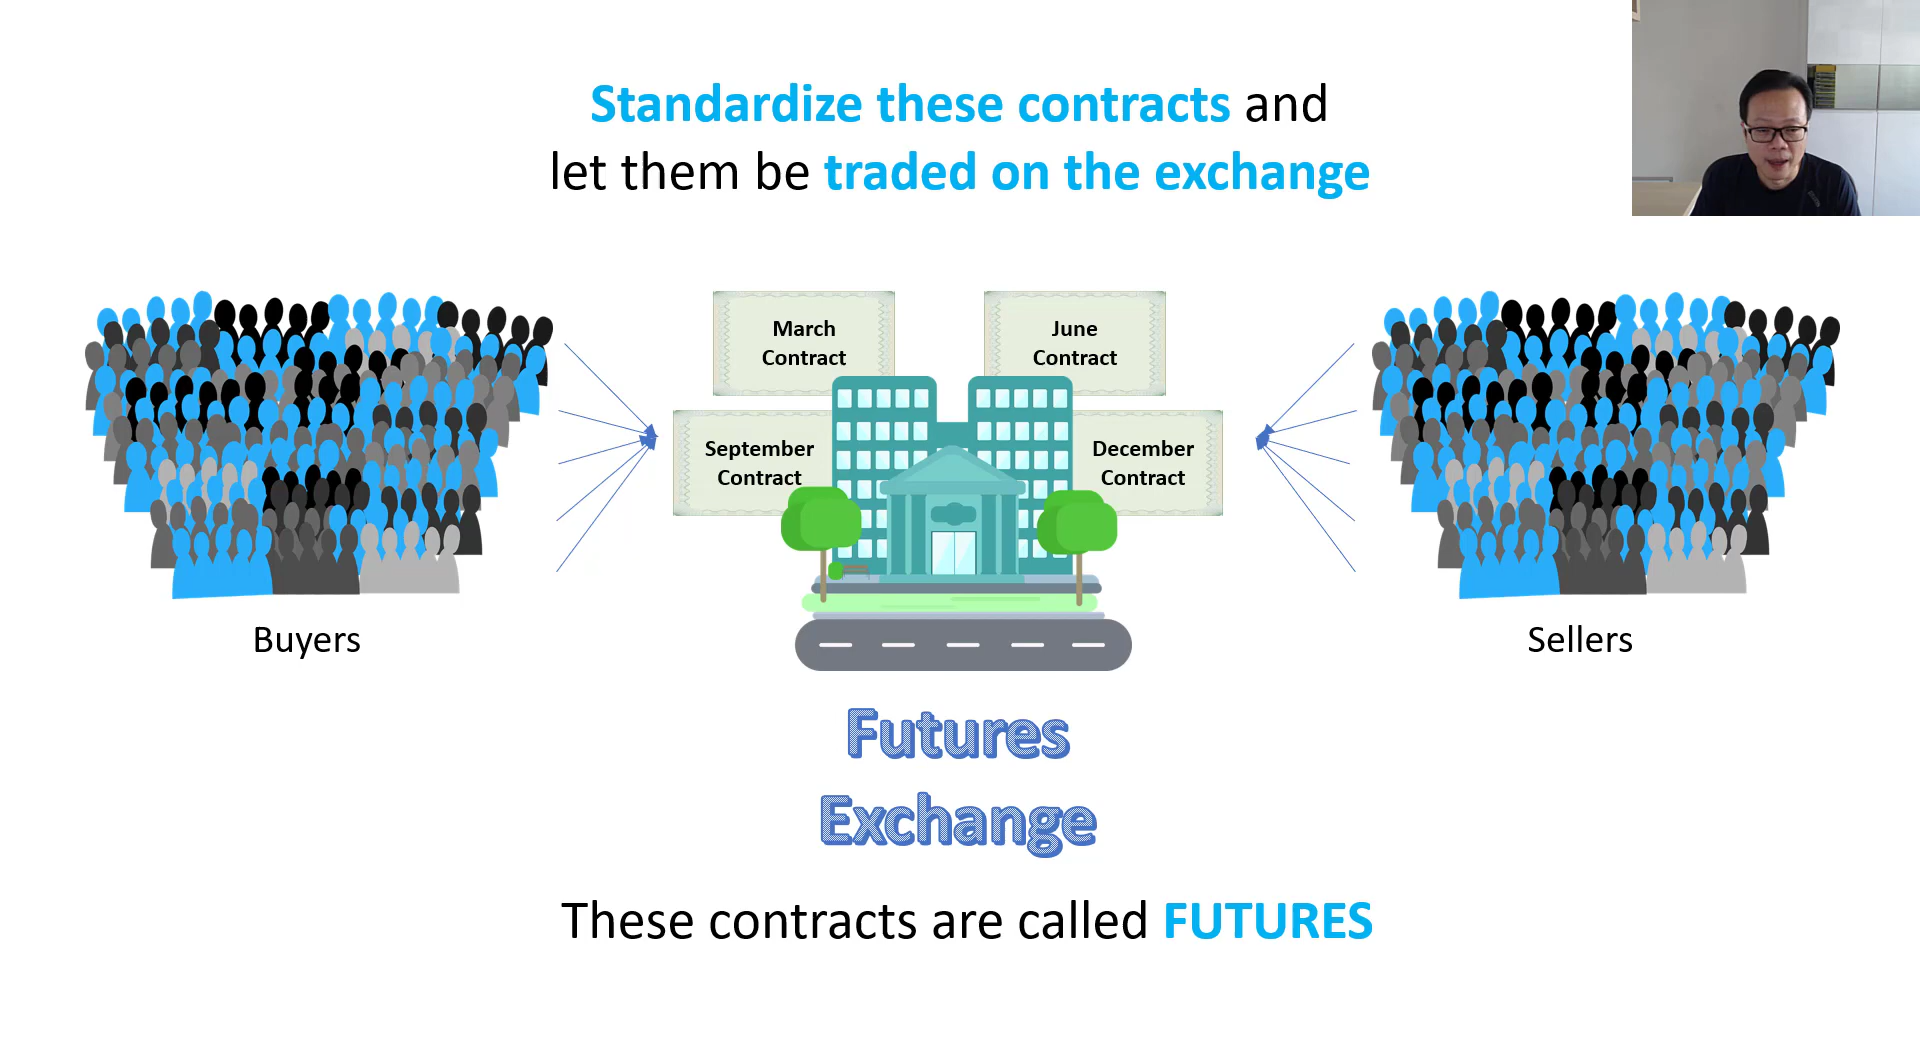 Standardize these contracts and
let them be traded on the exchange
March
Contract
June
Contract
September
Contract
December
Contract
Buyers
Sellers
Futures
Exchange
These contracts are called FUTURES